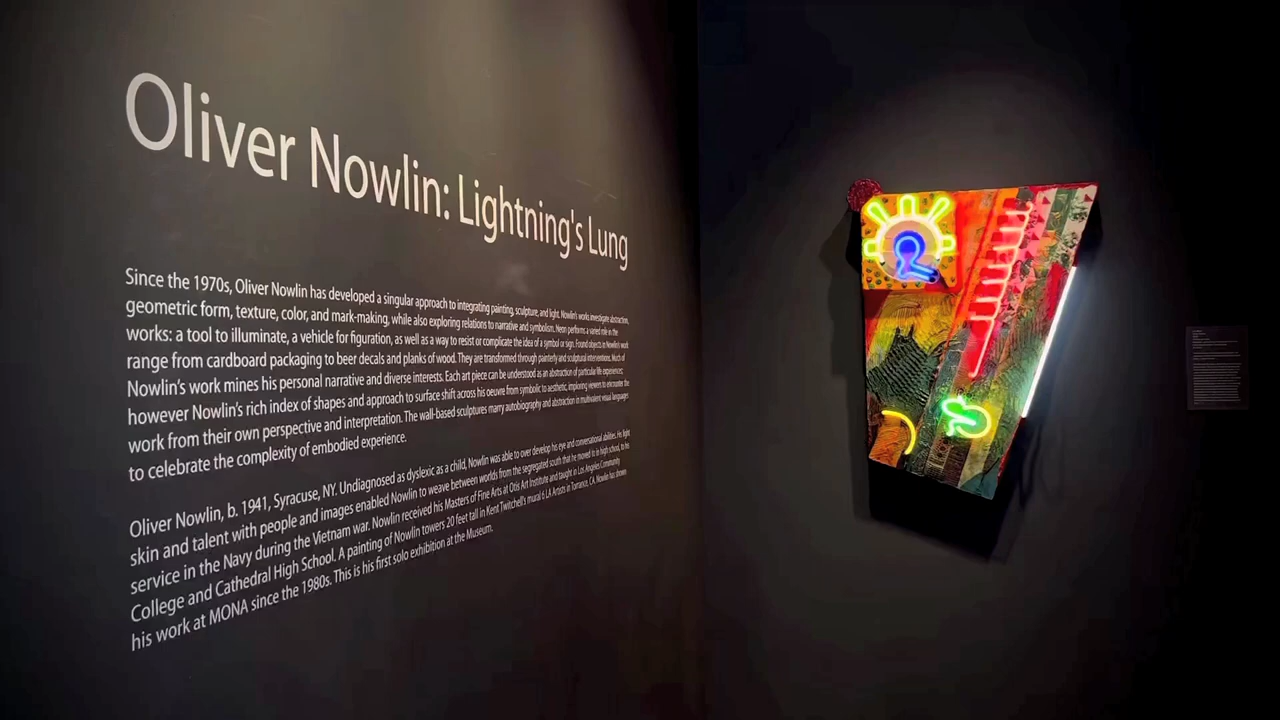 Oliver Nowlin: Lightning's Lung
Since the 1970s, Oliver Nowlin has developed a singular approach to integrating painting, sculpture, and light. Nowlin's works investigate abstraction,
geometric form, texture, color, and mark-making, while also exploring relations to narrative and symbolism. Neon performs a varied role in the
works: a tool to illuminate, a vehicle for figuration, as well as a way to resist or complicate the idea of a symbol or sign. Found objects in Nowlin's work
range from cardboard packaging to beer decals and planks of wood. They are transformed through painterly and sculptural interventions. Much of
Nowlin's work mines his personal narrative and diverse interests. Each art piece can be understood as an abstraction of particular life experiences;
however Nowlin's rich index of shapes and approach to surface shift across his oeuvre from symbolic to aesthetic, imploring viewers to encounter the
work from their own perspective and interpretation. The wall-based sculptures marry autobiography and abstraction in multivalent visual languages
to celebrate the complexity of embodied experience.
Oliver Nowlin, b. 1941, Syracuse, NY. Undiagnosed as dyslexic as a child, Nowlin was able to over develop his eye and conversational abilities. His light
skin and talent with people and images enabled Nowlin to weave between worlds from the segregated south that he moved to in high school, to his
service in the Navy during the Vietnam war. Nowlin received his Masters of Fine Arts at Otis Art Institute and taught in Los Angeles Community
College and Cathedral High School. A painting of Nowlin towers 20 feet tall in Kent Twitchell's mural 6 LA Artists in Torrance, CA. Nowlin has shown
his work at MONA since the 1980s. This is his first solo exhibition at the Museum.